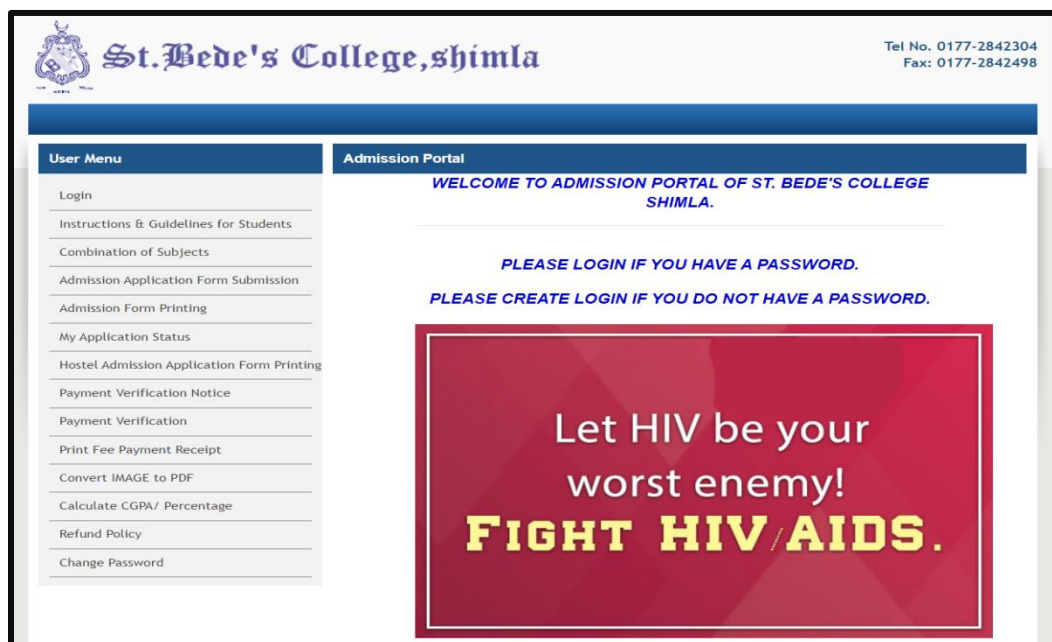 St.Bede's College,shimla
Tel No. 0177-2842304
Fax: 0177-2842498
User Menu
Login
Instructions & Guidelines for Students
Combination of Subjects
Admission Application Form Submission
Admission Form Printing
My Application Status
Hostel Admission Application Form Printing
Payment Verification Notice
Payment Verification
Print Fee Payment Receipt
Convert IMAGE to PDF
Calculate CGPA/ Percentage
Refund Policy
Change Password
Admission Portal
WELCOME TO ADMISSION PORTAL OF ST. BEDE'S COLLEGE
SHIMLA.
PLEASE LOGIN IF YOU HAVE A PASSWORD.
PLEASE CREATE LOGIN IF YOU DO NOT HAVE A PASSWORD.
Let HIV be your
worst enemy!
FIGHT HIV/AIDS.